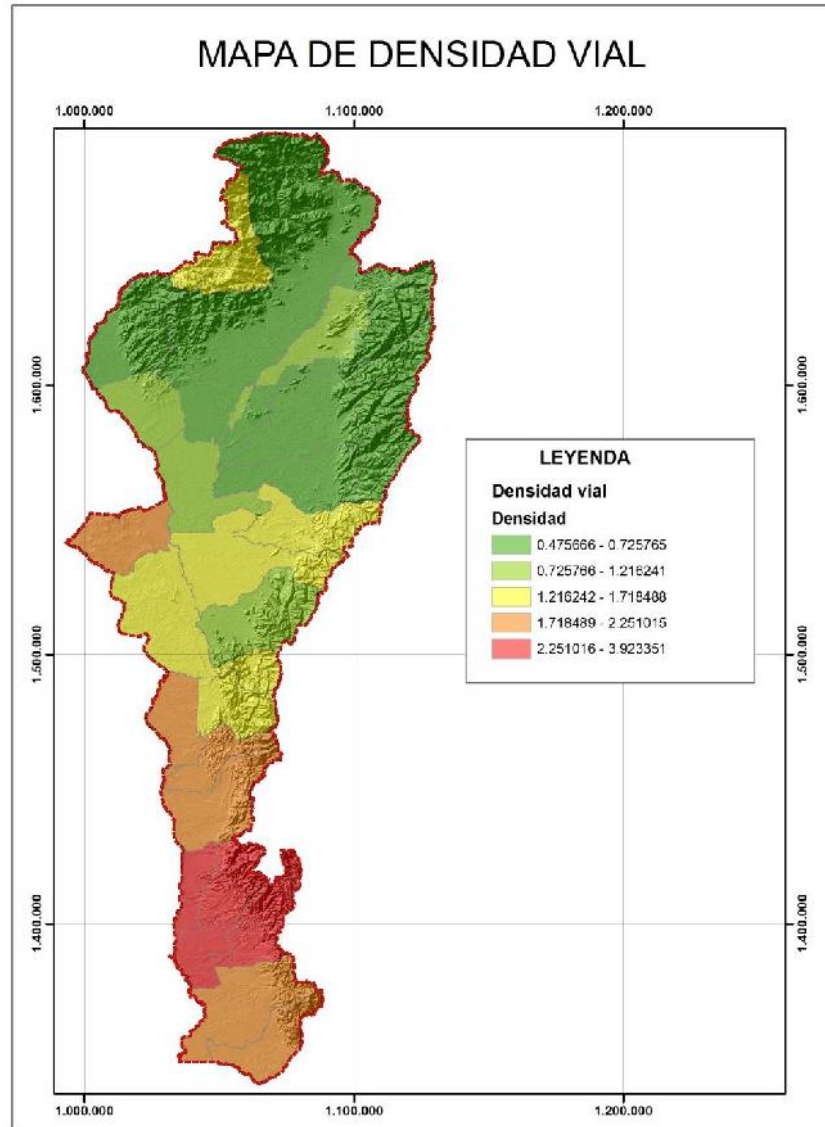 MAPA DE DENSIDAD VIAL
1.000.000 1.100.000 1.200.000
1.600.000 1.600.000
LEYENDA
Densidad vial
Densidad
0.475666 - 0.725765
0.725766 - 1.216241
1.216242 - 1.718488
1.718489 - 2.251015
2.251016 - 3.923351
1.500.000 1.500.000
1.400.000 1.400.000
1.000.000 1.100.000 1.200.000